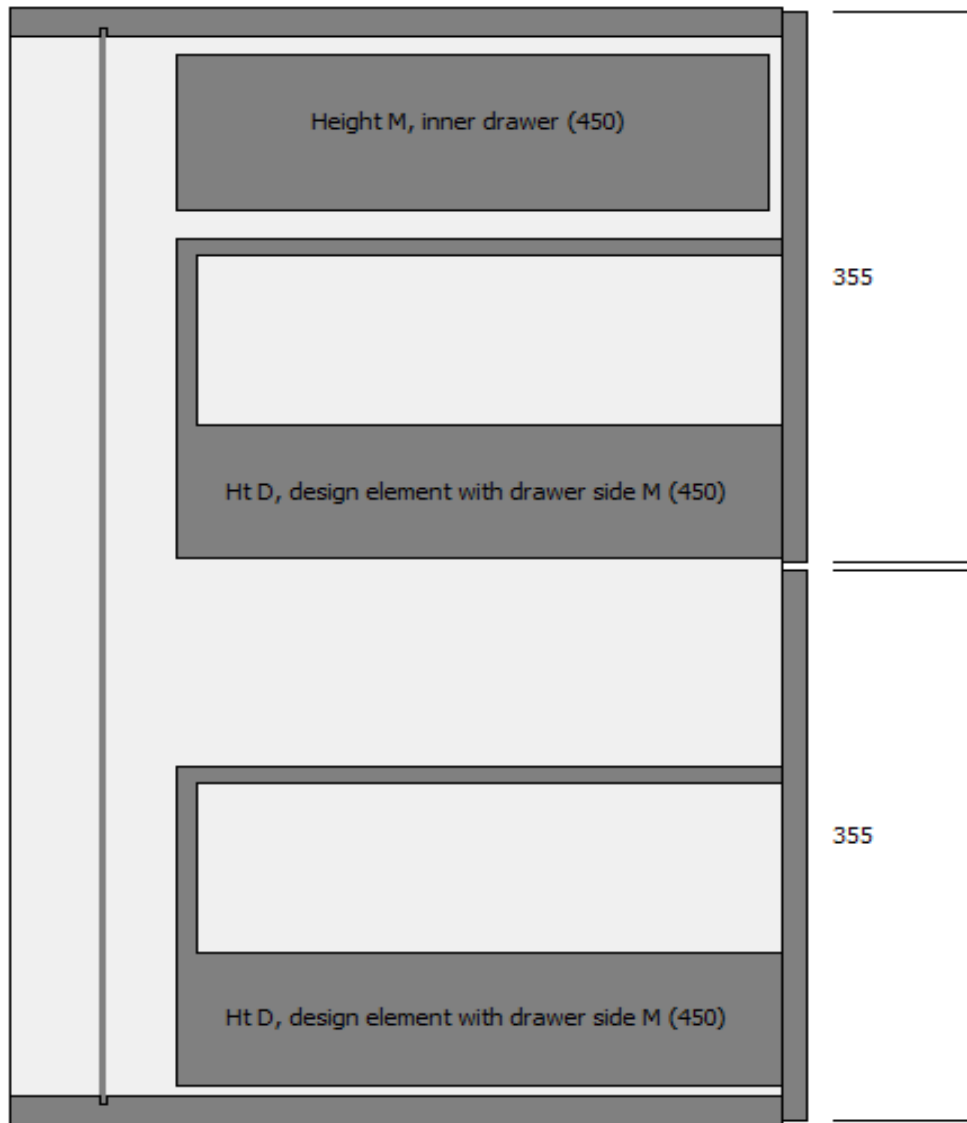 Height M, inner drawer (450)
355
Ht D, design element with drawer side M (450)
355
Ht D, design element with drawer side M (450)